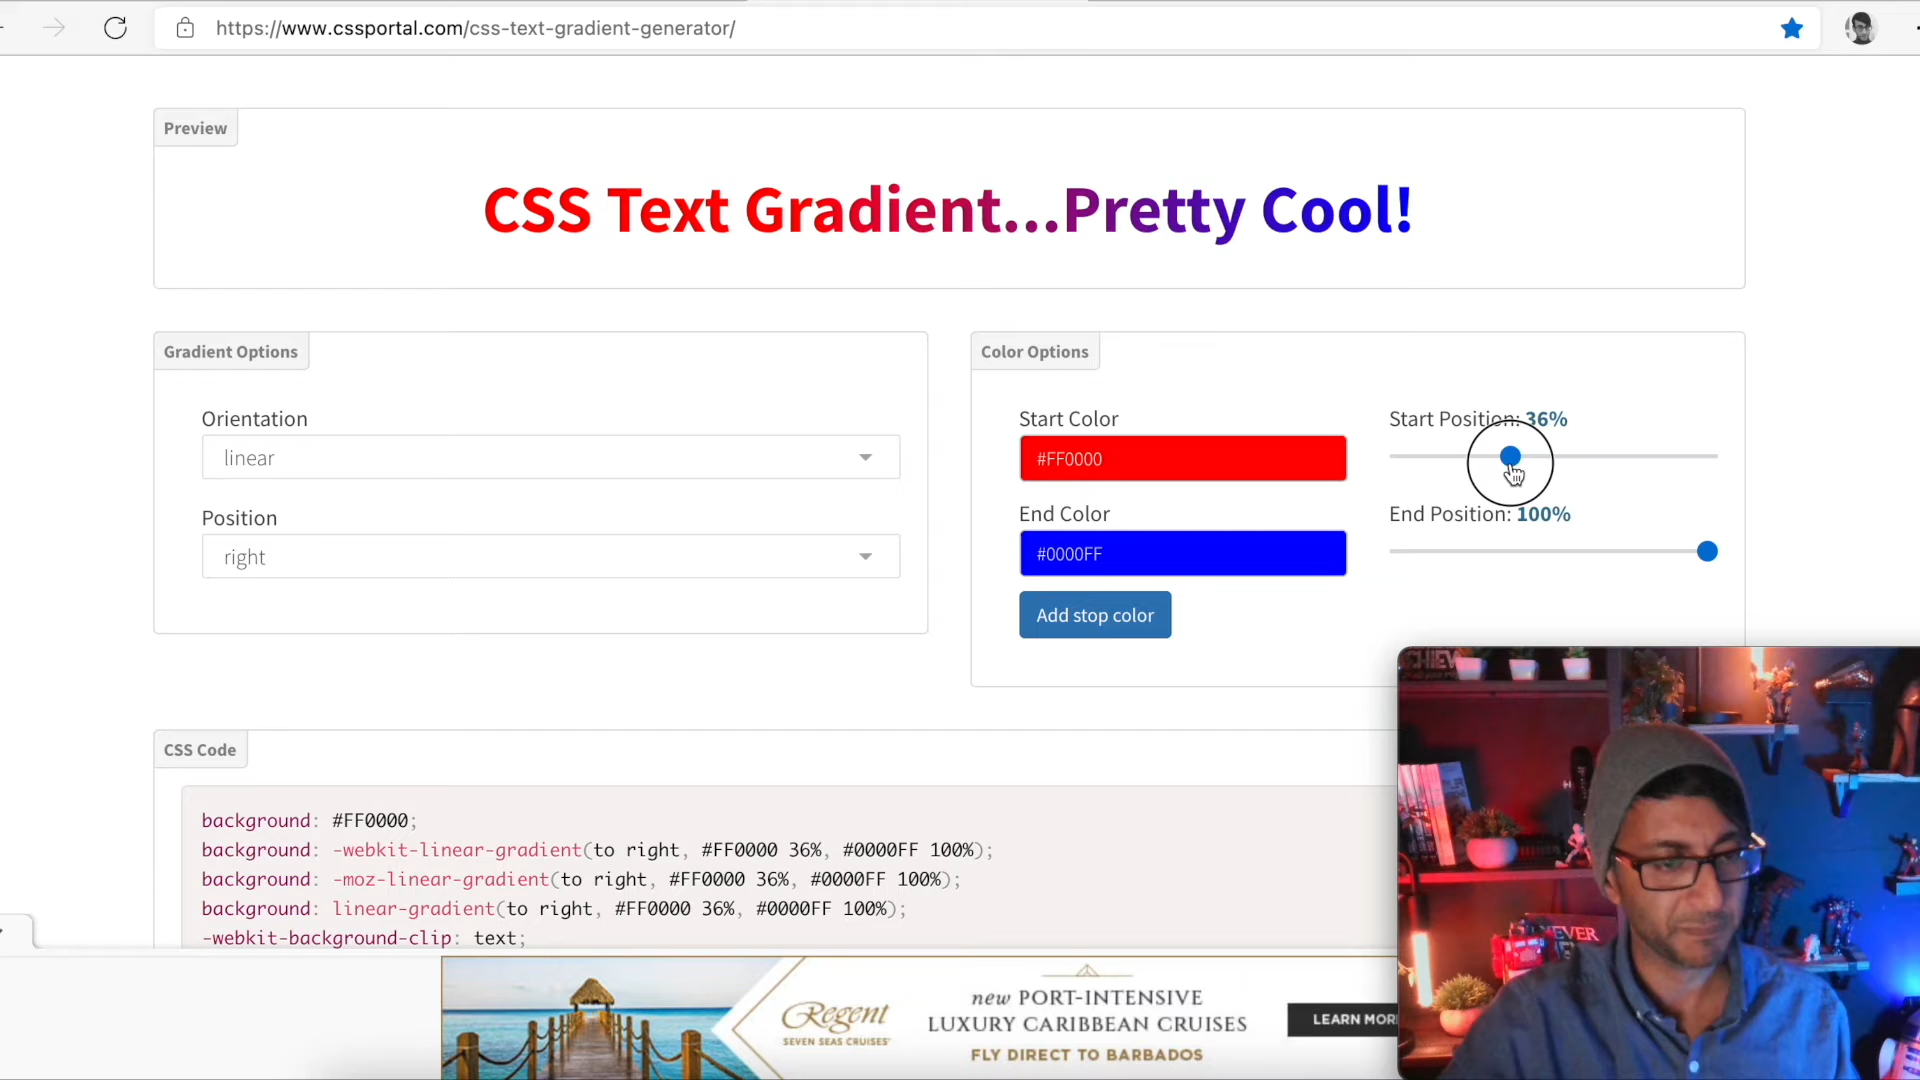 https://www.cssportal.com/css-text-gradient-generator/
Preview
CSS Text Gradient...Pretty Cool!
Gradient Options
Orientation
linear
Position
right
Color Options
Start Color
#FF0000
Start Position: 36%
End Color
#0000FF
End Position: 100%
Add stop color
CSS Code
background: #FF0000;
background: -webkit-linear-gradient(to right, #FF0000 36%, #0000FF 100%);
background: -moz-linear-gradient(to right, #FF0000 36%, #0000FF 100%);
background: linear-gradient(to right, #FF0000 36%, #0000FF 100%);
-webkit-background-clip: text;
Regent
SEVEN SEAS CRUISES
new PORT-INTENSIVE
LUXURY CARIBBEAN CRUISES
FLY DIRECT TO BARBADOS
LEARN MOR